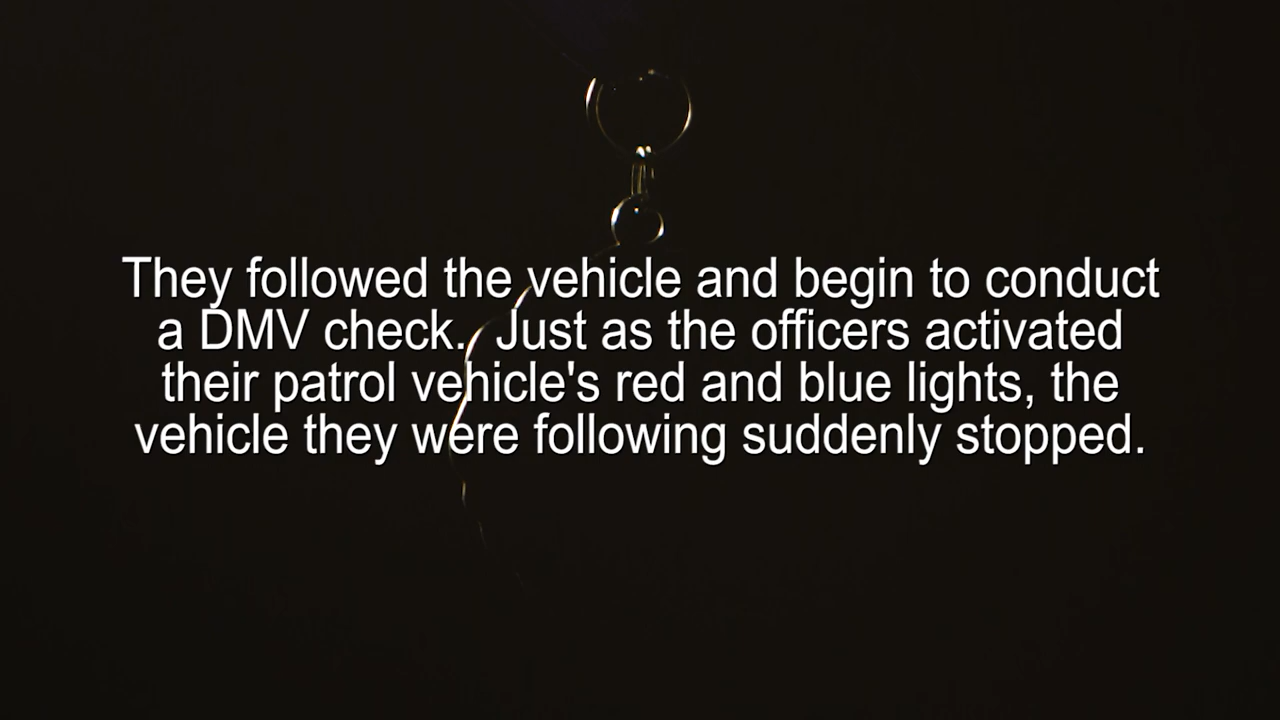 They followed the vehicle and begin to conduct
a DMV check.  Just as the officers activated
their patrol vehicle's red and blue lights, the
vehicle they were following suddenly stopped.